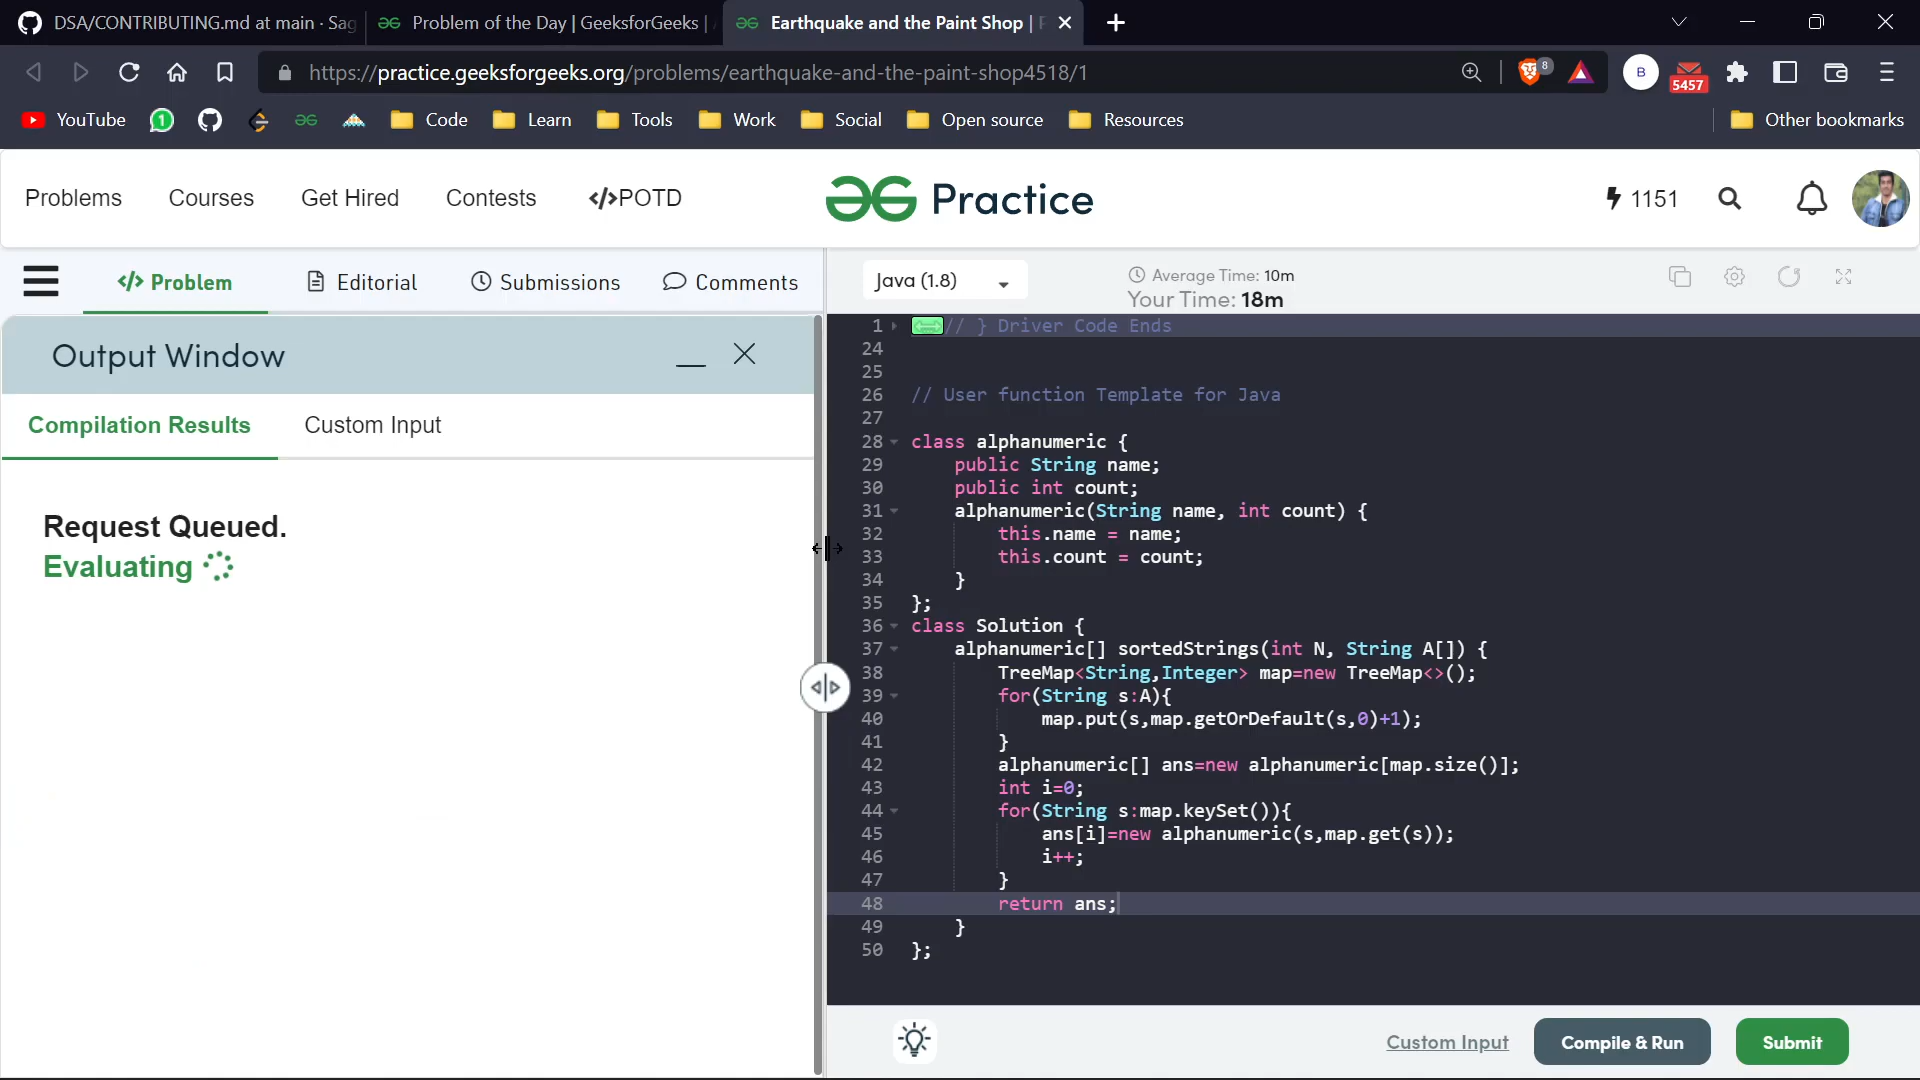 DSA/CONTRIBUTING.md at main · Sag
Problem of the Day | GeeksforGeeks |
Earthquake and the Paint Shop |
https://practice.geeksforgeeks.org/problems/earthquake-and-the-paint-shop4518/1
8
B
5457
YouTube
1
Code
Learn
Tools
Work
Social
Open source
Resources
Other bookmarks
Problems
Courses
Get Hired
Contests
</>POTD
Practice
1151
</> Problem
Editorial
Submissions
Comments
Java (1.8)
Average Time: 10m
Your Time: 18m
Output Window
Compilation Results
Custom Input
Request Queued.
Evaluating
1 // } Driver Code Ends
24
25
26 // User function Template for Java
27
28 class alphanumeric {
29 public String name;
30 public int count;
31 alphanumeric(String name, int count) {
32 this.name = name;
33 this.count = count;
34 }
35 };
36 class Solution {
37 alphanumeric[] sortedStrings(int N, String A[]) {
38 TreeMap<String,Integer> map=new TreeMap<>();
39 for(String s:A){
40 map.put(s,map.getOrDefault(s,0)+1);
41 }
42 alphanumeric[] ans=new alphanumeric[map.size()];
43 int i=0;
44 for(String s:map.keySet()){
45 ans[i]=new alphanumeric(s,map.get(s));
46 i++;
47 }
48 return ans;
49 }
50 };
Custom Input
Compile & Run
Submit